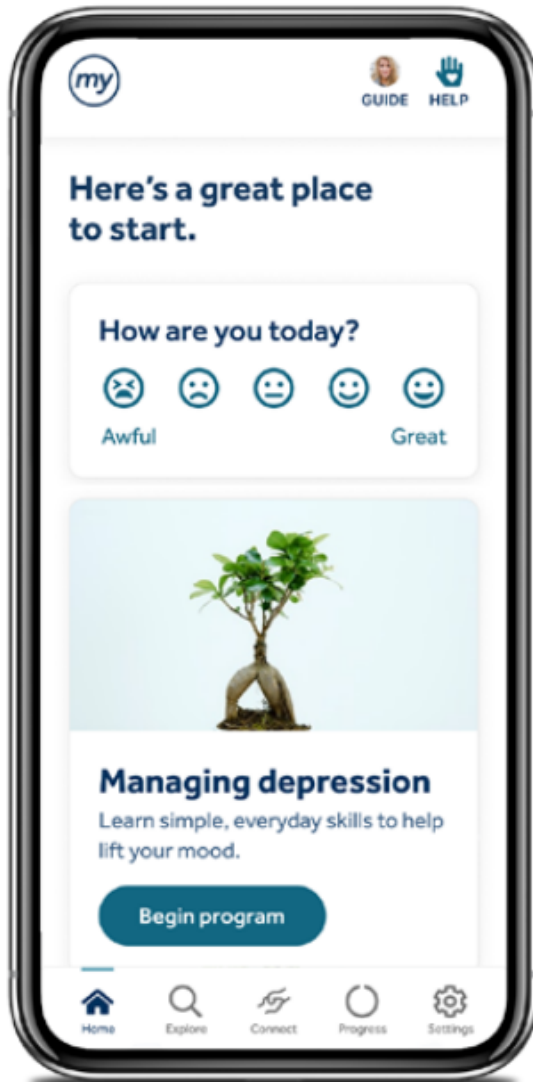 my
GUIDE HELP
Here's a great place
to start.
How are you today?
Awful Great
Managing depression
Learn simple, everyday skills to help
lift your mood.
Begin program
Home Explore Connect Progress Settings